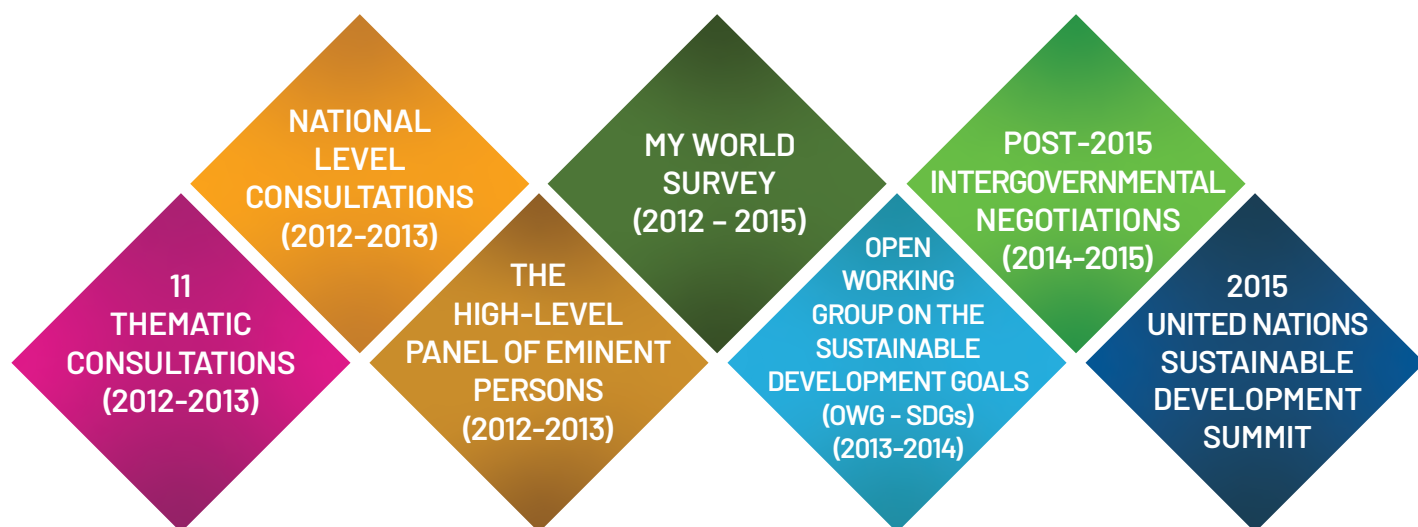 11
THEMATIC
CONSULTATIONS
(2012-2013)
NATIONAL
LEVEL
CONSULTATIONS
(2012-2013)
THE
HIGH-LEVEL
PANEL OF EMINENT
PERSONS
(2012-2013)
MY WORLD
SURVEY
(2012 – 2015)
OPEN
WORKING
GROUP ON THE
SUSTAINABLE
DEVELOPMENT GOALS
(OWG - SDGs)
(2013-2014)
POST-2015
INTERGOVERNMENTAL
NEGOTIATIONS
(2014-2015)
2015
UNITED NATIONS
SUSTAINABLE
DEVELOPMENT
SUMMIT